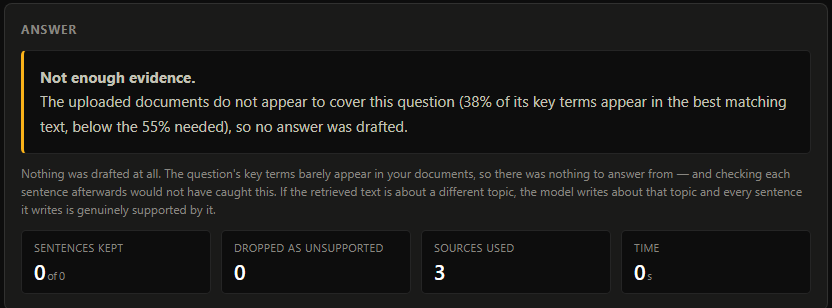 ANSWER
Not enough evidence.
The uploaded documents do not appear to cover this question (38% of its key terms appear in the best matching
text, below the 55% needed), so no answer was drafted.
Nothing was drafted at all. The question's key terms barely appear in your documents, so there was nothing to answer from — and checking each
sentence afterwards would not have caught this. If the retrieved text is about a different topic, the model writes about that topic and every sentence
it writes is genuinely supported by it.
SENTENCES KEPT
0 of 0
DROPPED AS UNSUPPORTED
0
SOURCES USED
3
TIME
0 s